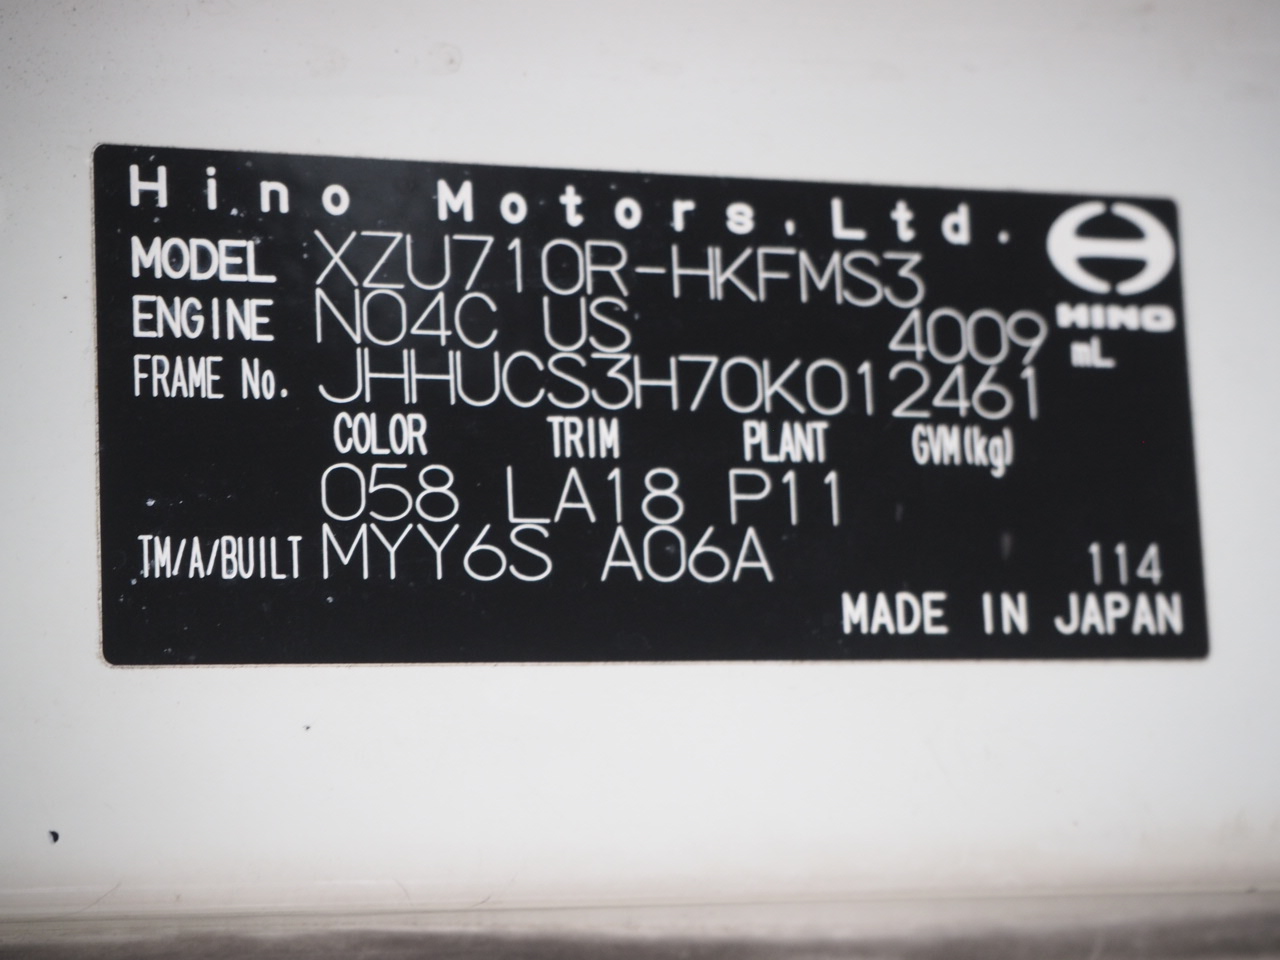 Hino Motors, Ltd.
MODEL XZU710R-HKFMS3
HINO
ENGINE N04C US 4009 mL
FRAME No. JHHUCS3H70K012461
COLOR TRIM PLANT GVM(kg)
058 LA18 P11
TM/A/BUILT MYY6S A06A 114
MADE IN JAPAN